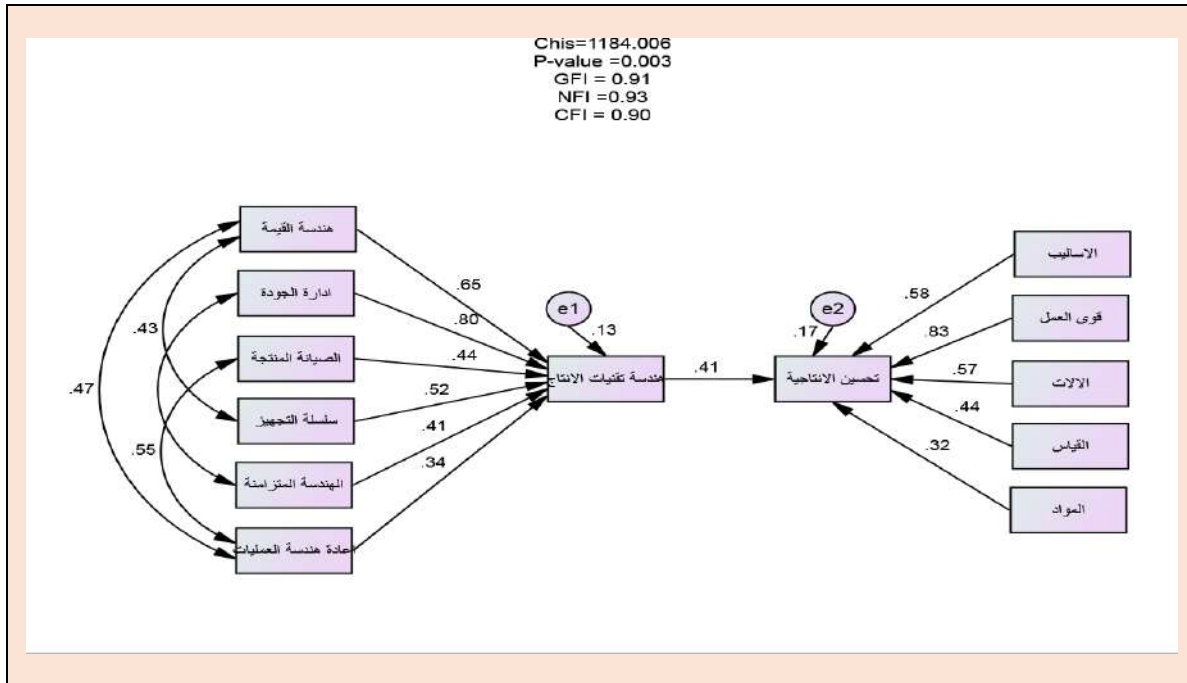 Chis=1184.006
P-value =0.003
GFI = 0.91
NFI =0.93
CFI = 0.90
هندسة القيمة
ادارة الجودة
الصيانة المنتجة
سلسلة التجهيز
الهندسة المتزامنة
اعادة هندسة العمليات
.47
.43
.55
.65
.80
.44
.52
.41
.34
e1
.13
هندسة تقنيات الانتاج
.41
e2
.17
تحسين الانتاجية
.58
.83
.57
.44
.32
الاساليب
قوى العمل
الالات
القياس
المواد